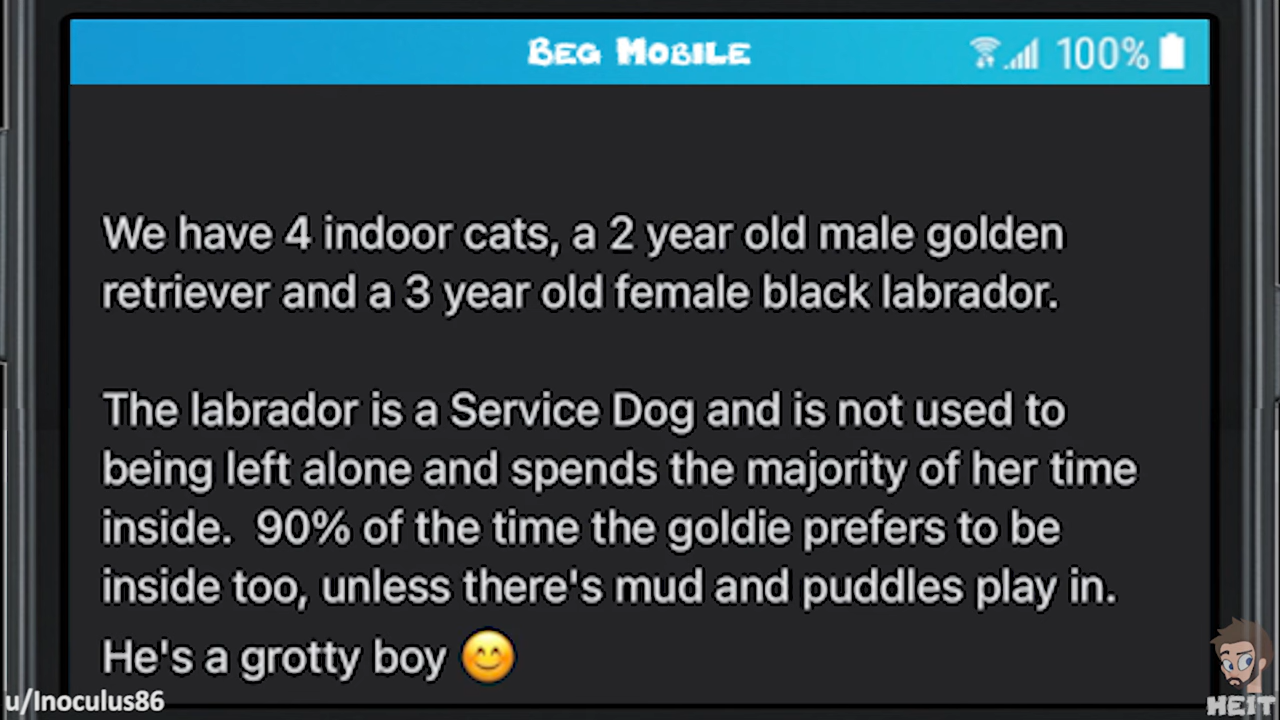 BEG MOBILE
100%
We have 4 indoor cats, a 2 year old male golden
retriever and a 3 year old female black labrador.
The labrador is a Service Dog and is not used to
being left alone and spends the majority of her time
inside.  90% of the time the goldie prefers to be
inside too, unless there's mud and puddles play in.
He's a grotty boy 😊
u/Inoculus86
HEIT